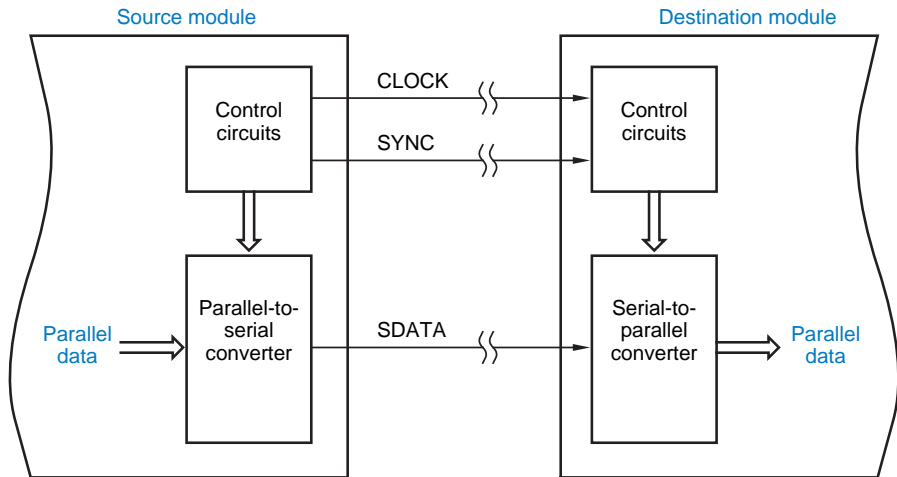 Source module
Destination module
Control
circuits
CLOCK
SYNC
Control
circuits
Parallel
data
Parallel-to-
serial
converter
SDATA
Serial-to-
parallel
converter
Parallel
data